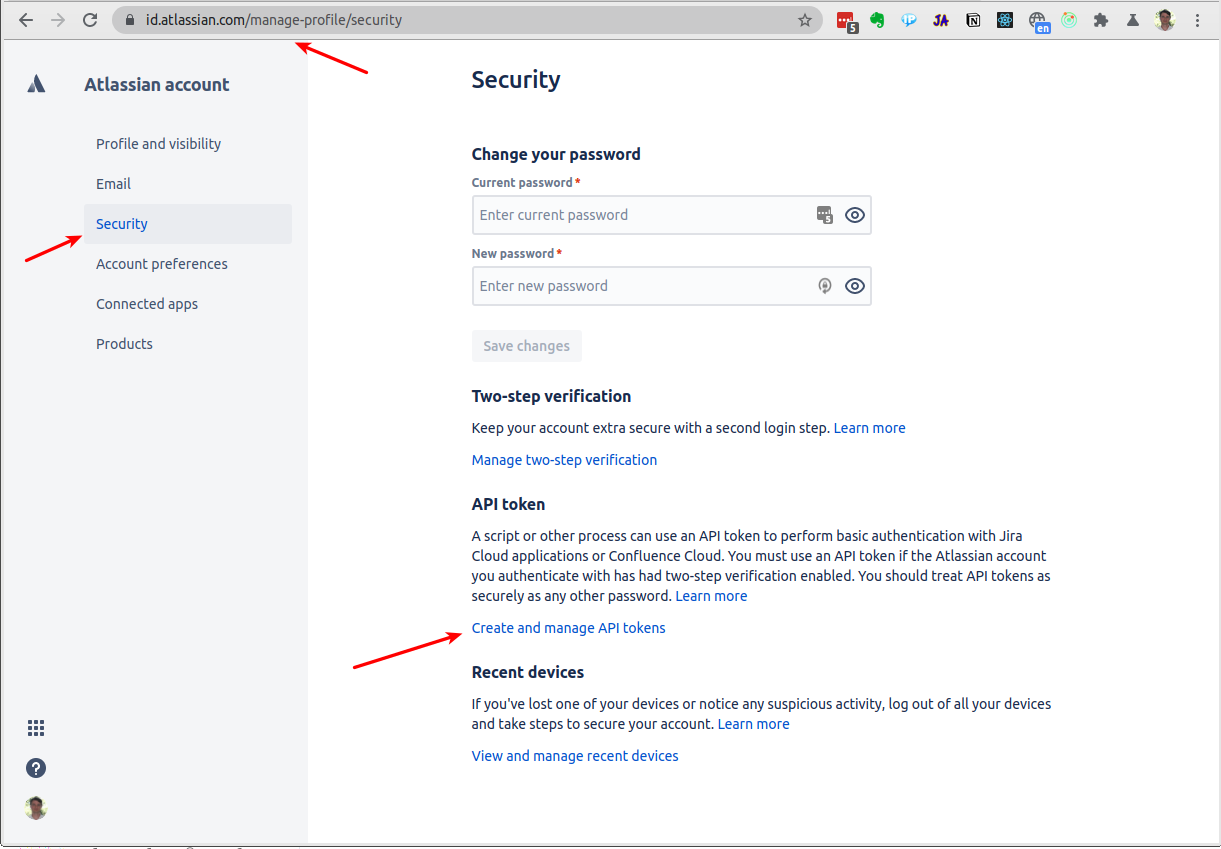 id.atlassian.com/manage-profile/security
5
JA
N
en
Atlassian account
Profile and visibility
Email
Security
Account preferences
Connected apps
Products
Security
Change your password
Current password *
Enter current password
5
New password *
Enter new password
Save changes
Two-step verification
Keep your account extra secure with a second login step. Learn more
Manage two-step verification
API token
A script or other process can use an API token to perform basic authentication with Jira
Cloud applications or Confluence Cloud. You must use an API token if the Atlassian account
you authenticate with has had two-step verification enabled. You should treat API tokens as
securely as any other password. Learn more
Create and manage API tokens
Recent devices
If you've lost one of your devices or notice any suspicious activity, log out of all your devices
and take steps to secure your account. Learn more
View and manage recent devices
?